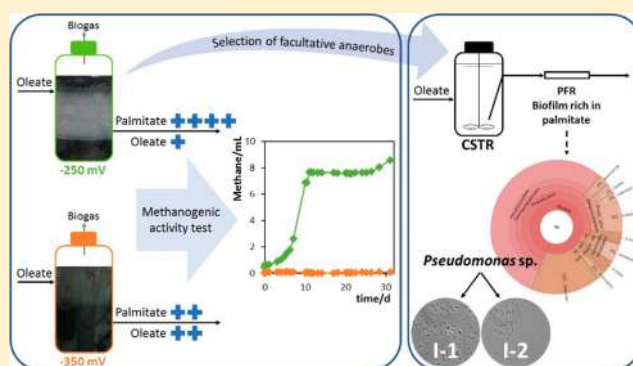 Biogas
Oleate
Palmitate
Oleate
-250 mV
Methanogenic
activity test
Biogas
Oleate
Palmitate
Oleate
-350 mV
Selection of facultative anaerobes
Methane/mL
10
8
6
4
2
0
0 10 20 30
time/d
Oleate
CSTR
PFR
Biofilm rich in
palmitate
Pseudomonas sp.
I-1 I-2